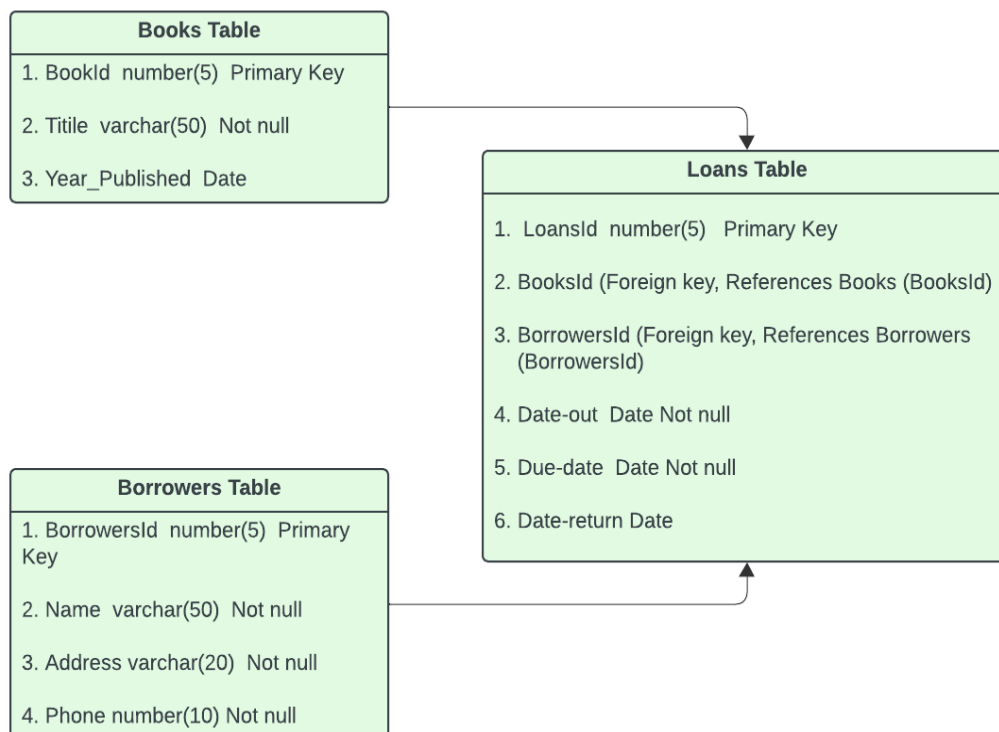 Books Table
1. BookId number(5) Primary Key
2. Titile varchar(50) Not null
3. Year_Published Date
Loans Table
1. LoansId number(5) Primary Key
2. BooksId (Foreign key, References Books (BooksId)
3. BorrowersId (Foreign key, References Borrowers
(BorrowersId)
4. Date-out Date Not null
5. Due-date Date Not null
6. Date-return Date
Borrowers Table
1. BorrowersId number(5) Primary
Key
2. Name varchar(50) Not null
3. Address varchar(20) Not null
4. Phone number(10) Not null